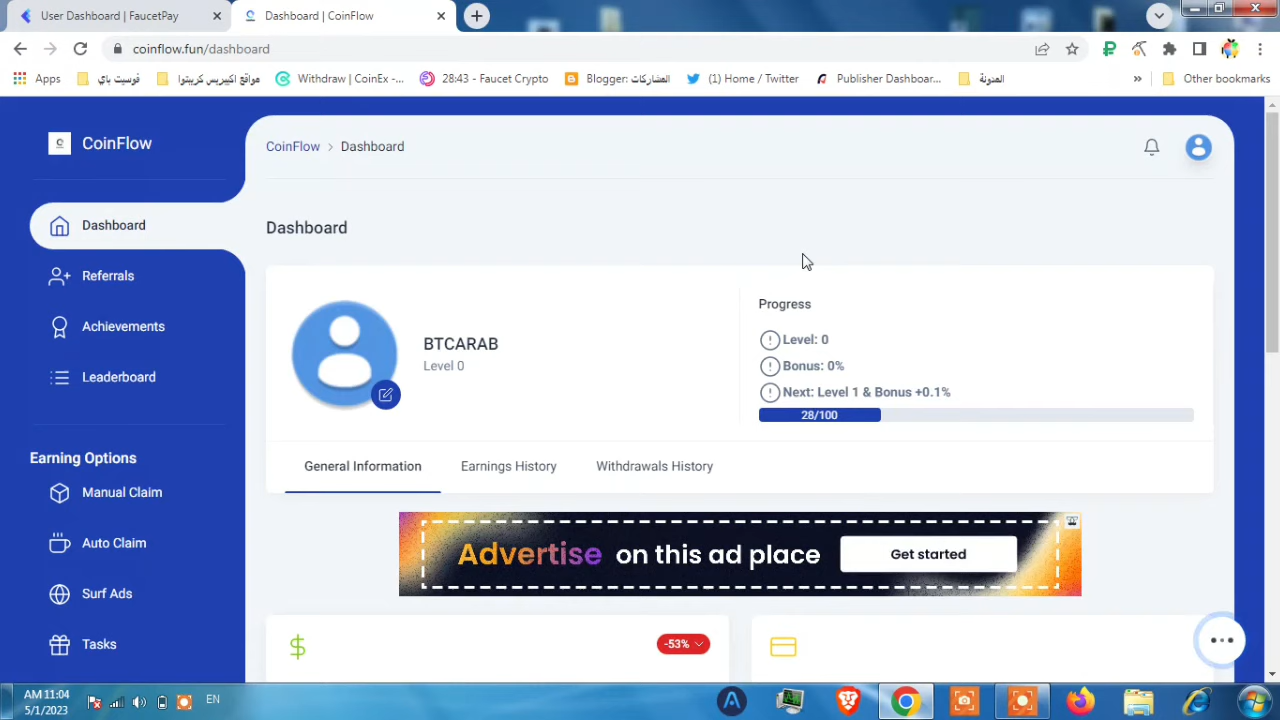 User Dashboard | FaucetPay
Dashboard | CoinFlow
coinflow.fun/dashboard
Apps
فوسيت باي
مواقع اكسبرس كريبتوا
Withdraw | CoinEx -...
28:43 - Faucet Crypto
Blogger: المشاركات
(1) Home / Twitter
Publisher Dashboar...
المدونة
»
Other bookmarks
CoinFlow
CoinFlow > Dashboard
Dashboard
Referrals
Achievements
Leaderboard
Earning Options
Manual Claim
Auto Claim
Surf Ads
Tasks
Dashboard
BTCARAB
Level 0
Progress
Level: 0
Bonus: 0%
Next: Level 1 & Bonus +0.1%
28/100
General Information
Earnings History
Withdrawals History
Advertise on this ad place
Get started
-53%
AM 11:04
5/1/2023
EN